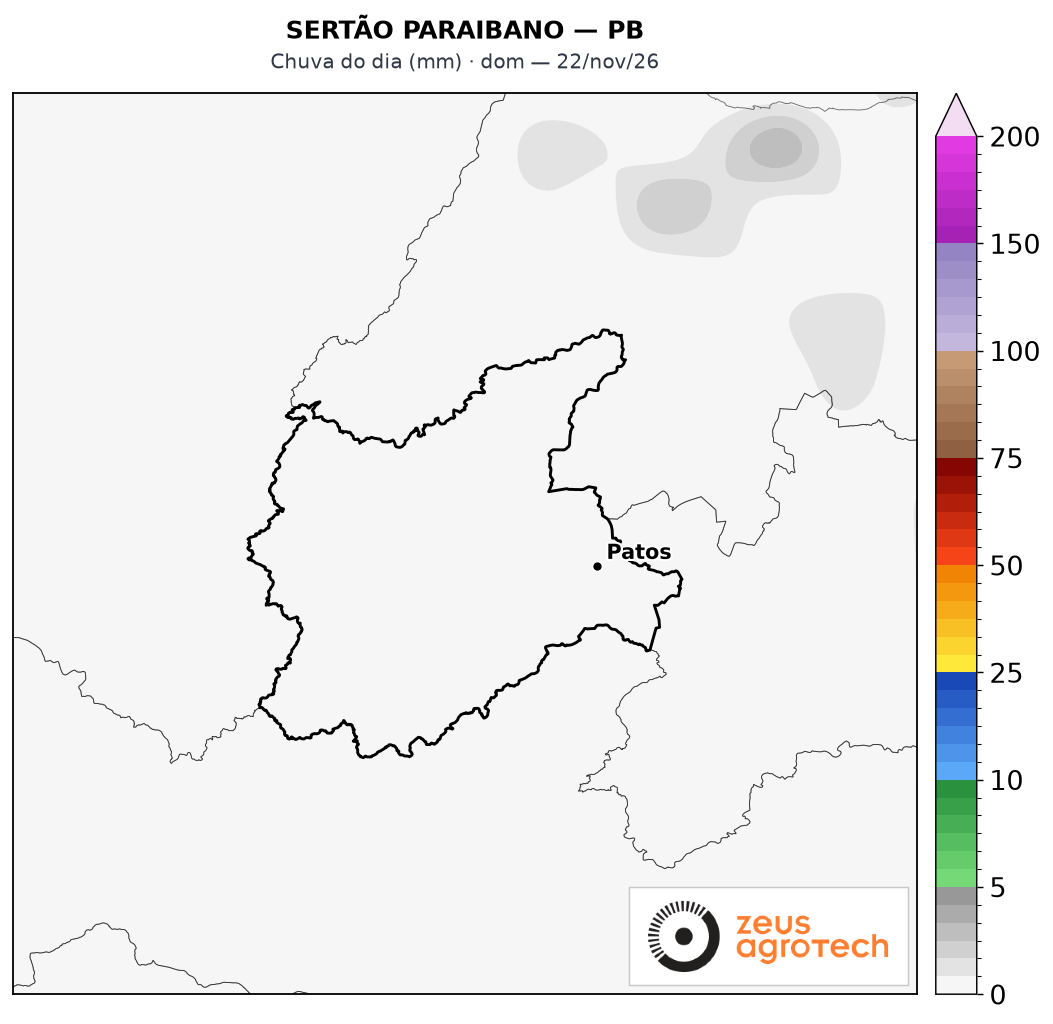 SERTÃO PARAIBANO — PB
Chuva do dia (mm) · dom — 22/nov/26
200
150
100
75
50
25
10
5
0
Patos
zeus
agrotech